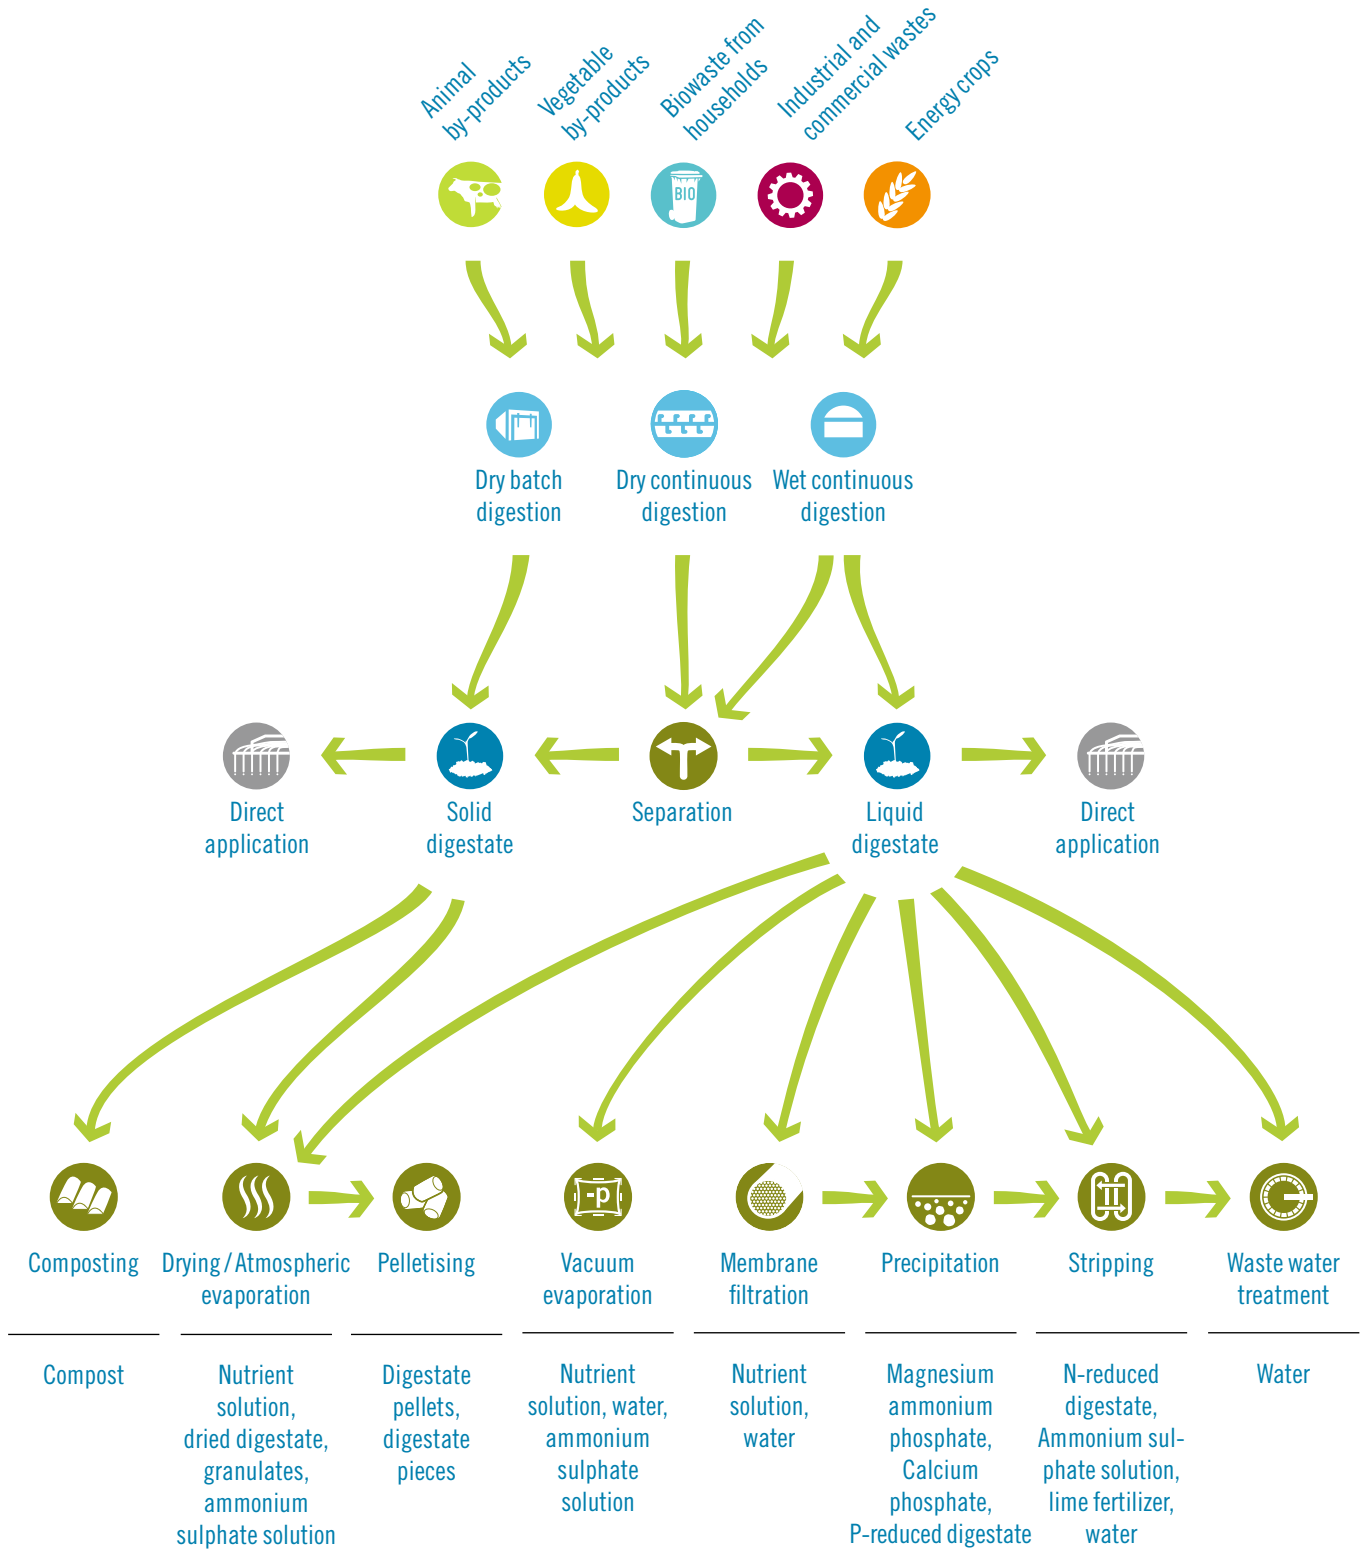 Animal
by-products
Vegetable
by-products
Biowaste from
households
Industrial and
commercial wastes
Energy crops
BIO
Dry batch
digestion
Dry continuous
digestion
Wet continuous
digestion
Direct
application
Solid
digestate
Separation
Liquid
digestate
Direct
application
-p
Composting
Drying / Atmospheric
evaporation
Pelletising
Vacuum
evaporation
Membrane
filtration
Precipitation
Stripping
Waste water
treatment
Compost
Nutrient
solution,
dried digestate,
granulates,
ammonium
sulphate solution
Digestate
pellets,
digestate
pieces
Nutrient
solution, water,
ammonium
sulphate
solution
Nutrient
solution,
water
Magnesium
ammonium
phosphate,
Calcium
phosphate,
P-reduced digestate
N-reduced
digestate,
Ammonium sul-
phate solution,
lime fertilizer,
water
Water